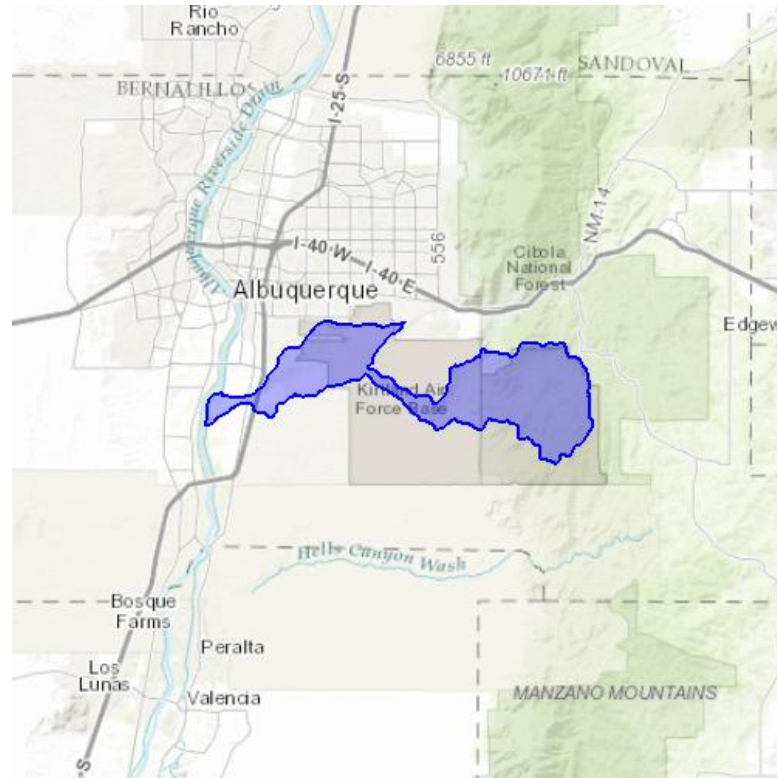 Rio
Rancho
6855 ft
10671 ft
SANDOVAL
BERNALILLOS
I-25-S
Albuquerque Riverside Drain
NM-14
556
I-40-W
I-40-E
Cibola
National
Forest
Albuquerque
Edgew
Kirtland Air
Force Base
Hells Canyon Wash
Bosque
Farms
Peralta
Los
Lunas
Valencia
MANZANO MOUNTAINS
-S